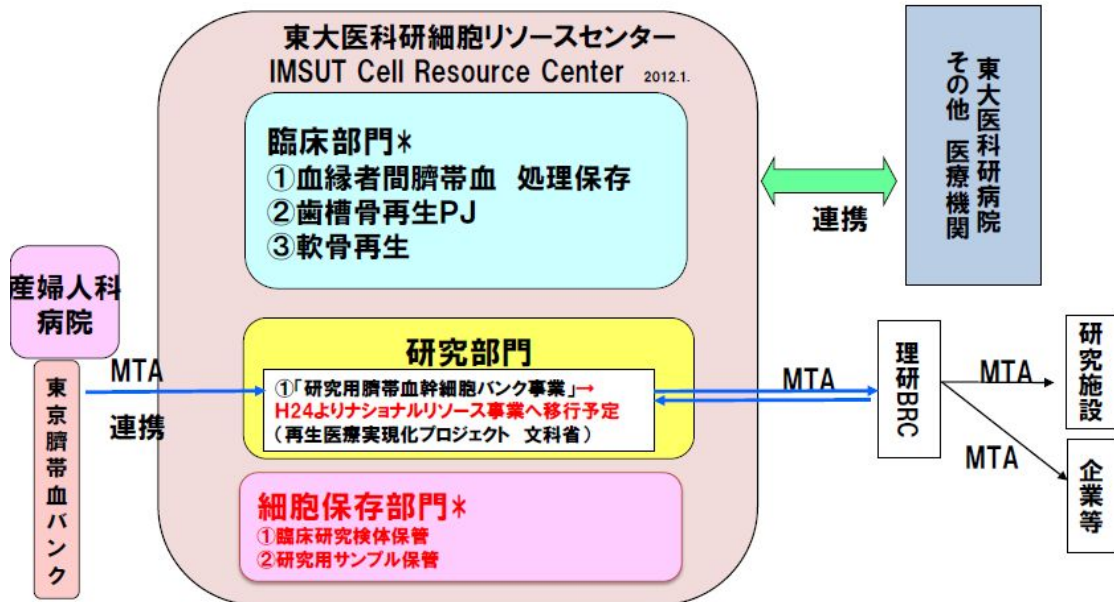 東大医科研細胞リソースセンター
IMSUT Cell Resource Center 2012.1.
臨床部門*
①血縁者間臍帯血 処理保存
②歯槽骨再生PJ
③軟骨再生
東大医科研病院
その他 医療機関
連携
産婦人科
病院
東京臍帯血バンク
MTA
連携
研究部門
①「研究用臍帯血幹細胞バンク事業」→
H24よりナショナルリソース事業へ移行予定
(再生医療実現化プロジェクト 文科省)
MTA
理研BRC
MTA
研究施設
MTA
企業等
細胞保存部門*
①臨床研究検体保管
②研究用サンプル保管